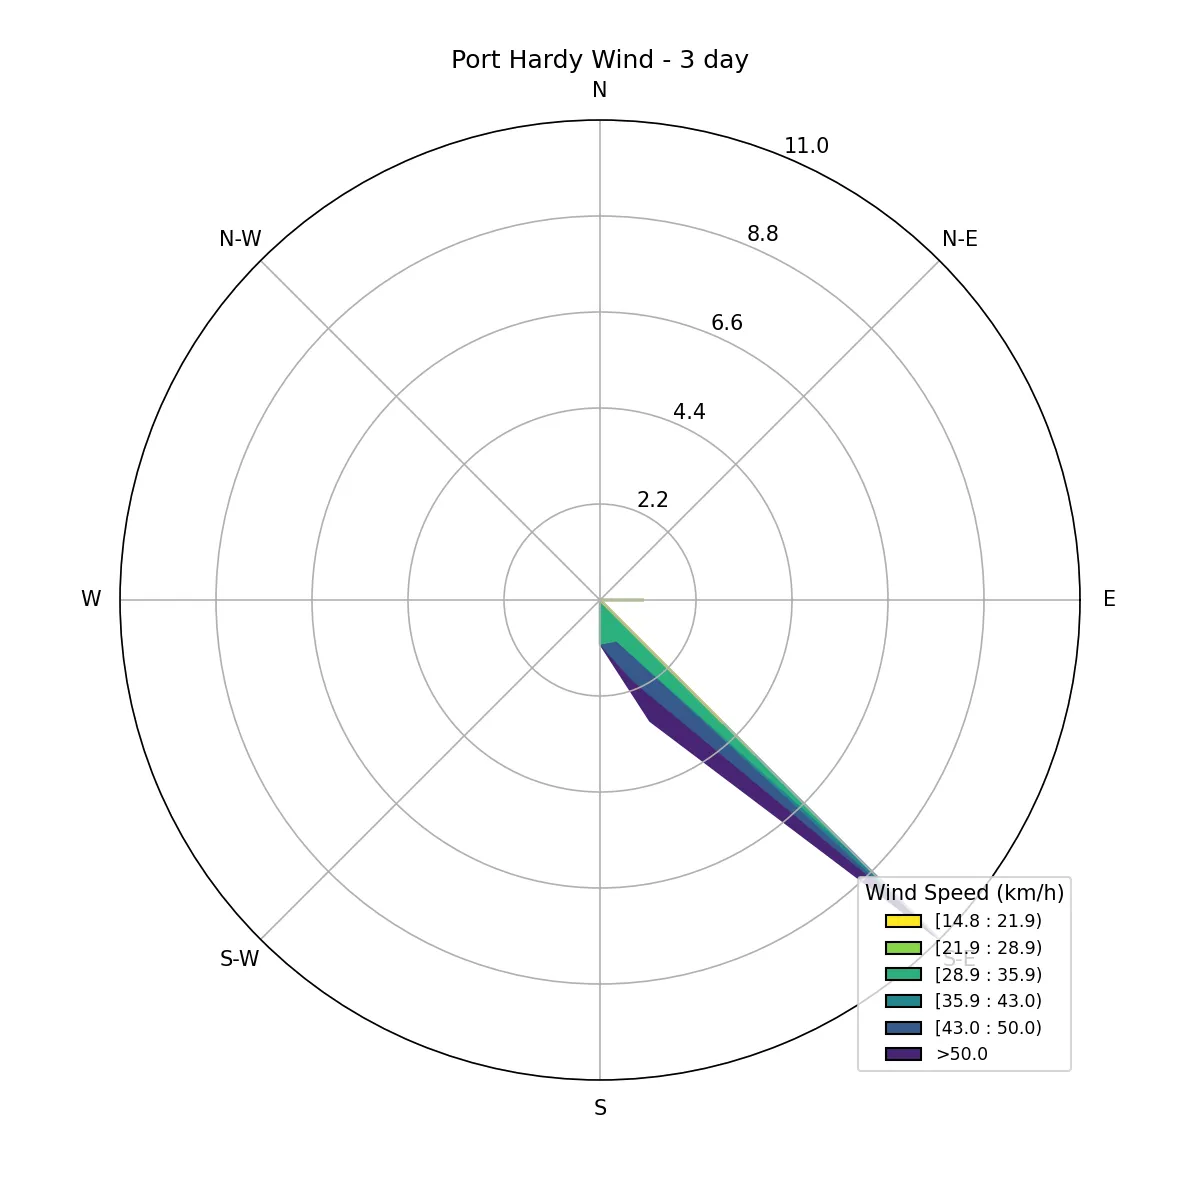 Port Hardy Wind - 3 day
N
11.0
8.8
N-W
N-E
6.6
4.4
2.2
W
E
Wind Speed (km/h)
[14.8 : 21.9)
[21.9 : 28.9)
S-W
S-E
[28.9 : 35.9)
[35.9 : 43.0)
[43.0 : 50.0)
>50.0
S